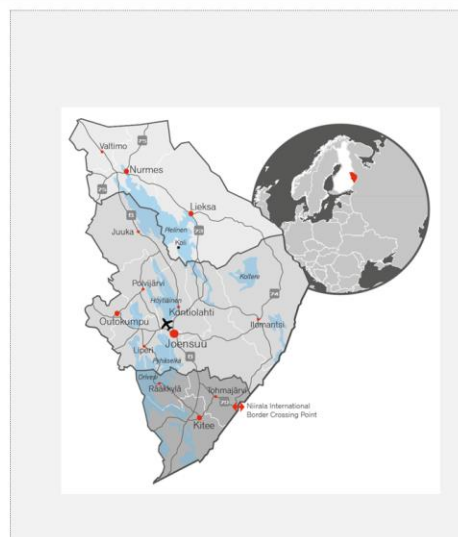 Valtimo
Nurmes
Lieksa
Juuka
Pielinen
Koli
Koitere
Polvijärvi
Höytiäinen
Kontiolahti
Outokumpu
Ilomantsi
Joensuu
Liperi
Pyhäselkä
Orivesi
Rääkkylä
Tohmajärvi
Niirala International
Border Crossing Point
Kitee